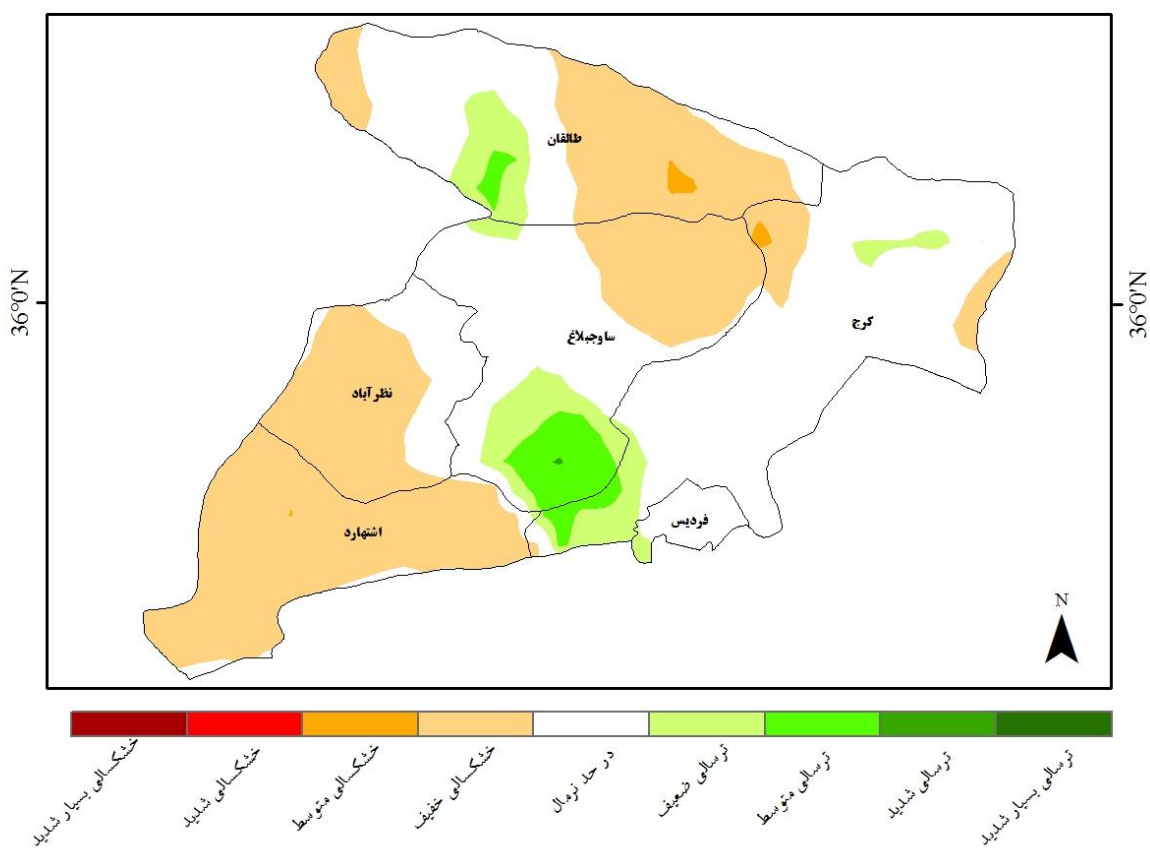 طالقان
36°0'N
36°0'N
کرج
ساوجبلاغ
نظرآباد
فردیس
اشتهارد
N
خشکسالی بسیار شدید
خشکسالی شدید
خشکسالی متوسط
خشکسالی خفیف
در حد نرمال
ترسالی ضعیف
ترسالی متوسط
ترسالی شدید
ترسالی بسیار شدید